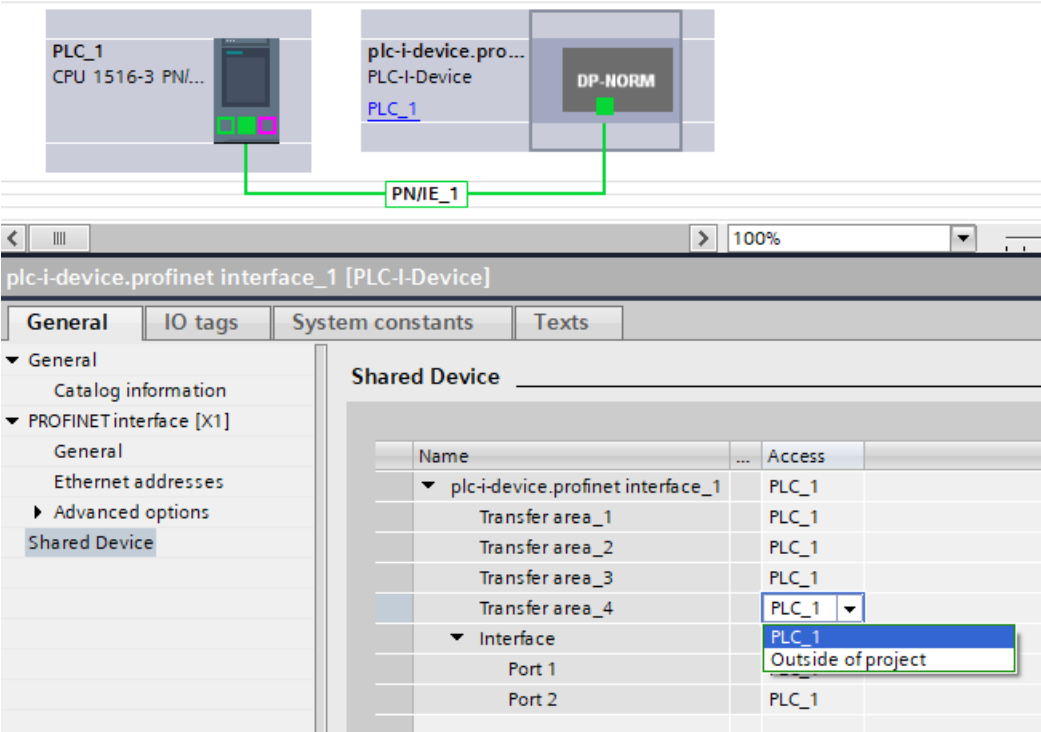 PLC_1
CPU 1516-3 PN/...
plc-i-device.pro...
PLC-I-Device
PLC_1
DP-NORM
PN/IE_1
100%
plc-i-device.profinet interface_1 [PLC-I-Device]
General IO tags System constants Texts
General
Catalog information
PROFINET interface [X1]
General
Ethernet addresses
Advanced options
Shared Device
Shared Device
Name ... Access
plc-i-device.profinet interface_1 PLC_1
Transfer area_1 PLC_1
Transfer area_2 PLC_1
Transfer area_3 PLC_1
Transfer area_4 PLC_1
Interface PLC_1
Outside of project
Port 1
Port 2 PLC_1